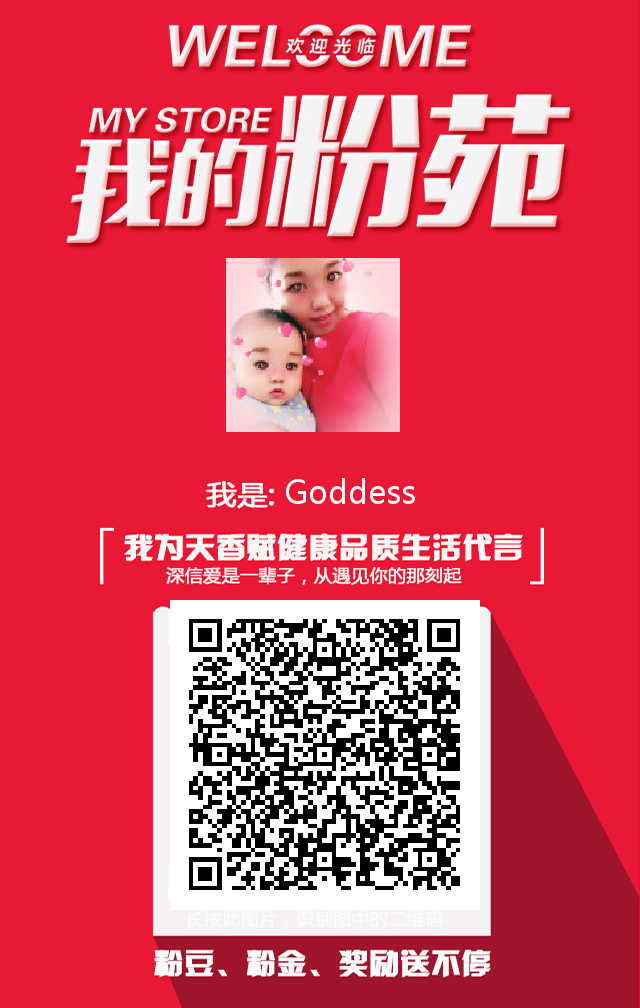 WELCOME
欢迎光临
MY STORE
我的粉苑
我是: Goddess
我为天香赋健康品质生活代言
深信爱是一辈子，从遇见你的那刻起
长按此图片，识别图中的二维码
粉豆、粉金、奖励送不停